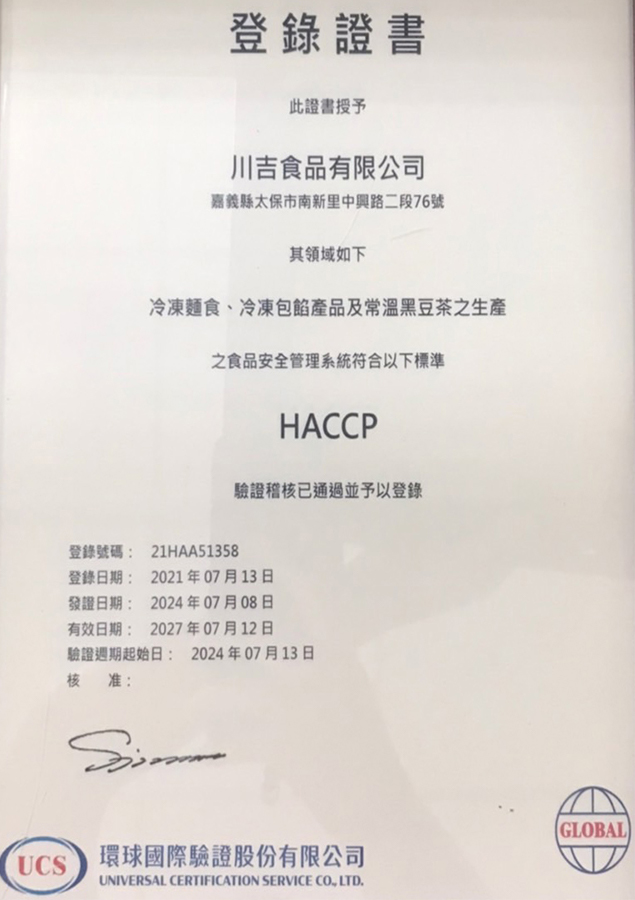 登錄證書
此證書授予
川吉食品有限公司
嘉義縣太保市南新里中興路二段76號
其領域如下
冷凍麵食、冷凍包餡產品及常溫黑豆茶之生產
之食品安全管理系統符合以下標準
HACCP
驗證稽核已通過並予以登錄
登錄號碼： 21HAA51358
登錄日期： 2021 年 07 月 13 日
發證日期： 2024 年 07 月 08 日
有效日期： 2027 年 07 月 12 日
驗證週期起始日： 2024 年 07 月 13 日
核 准：
UCS
環球國際驗證股份有限公司
UNIVERSAL CERTIFICATION SERVICE CO., LTD.
GLOBAL